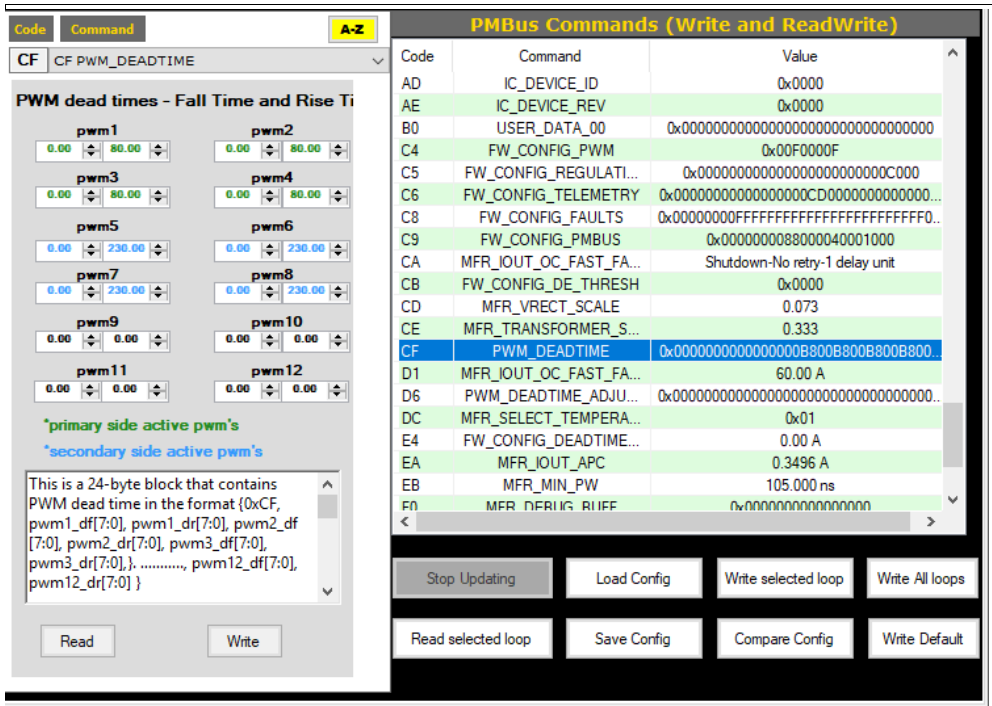 Code Command A-Z
CF CF PWM_DEADTIME
PWM dead times - Fall Time and Rise Ti
pwm1 pwm2
0.00 80.00 0.00 80.00
pwm3 pwm4
0.00 80.00 0.00 80.00
pwm5 pwm6
0.00 230.00 0.00 230.00
pwm7 pwm8
0.00 230.00 0.00 230.00
pwm9 pwm10
0.00 0.00 0.00 0.00
pwm11 pwm12
0.00 0.00 0.00 0.00
*primary side active pwm's
*secondary side active pwm's
This is a 24-byte block that contains
PWM dead time in the format {0xCF,
pwm1_df[7:0], pwm1_dr[7:0], pwm2_df
[7:0], pwm2_dr[7:0], pwm3_df[7:0],
pwm3_dr[7:0],}. ..........., pwm12_df[7:0],
pwm12_dr[7:0] }
Read Write
PMBus Commands (Write and ReadWrite)
Code Command Value
AD IC_DEVICE_ID 0x0000
AE IC_DEVICE_REV 0x0000
B0 USER_DATA_00 0x00000000000000000000000000000000
C4 FW_CONFIG_PWM 0x00F0000F
C5 FW_CONFIG_REGULATI... 0x0000000000000000000000000000C000
C6 FW_CONFIG_TELEMETRY 0x00000000000000000CD0000000000000...
C8 FW_CONFIG_FAULTS 0x00000000FFFFFFFFFFFFFFFFFFFFFFFFF0...
C9 FW_CONFIG_PMBUS 0x0000000088000040001000
CA MFR_IOUT_OC_FAST_FA... Shutdown-No retry-1 delay unit
CB FW_CONFIG_DE_THRESH 0x0000
CD MFR_VRECT_SCALE 0.073
CE MFR_TRANSFORMER_S... 0.333
CF PWM_DEADTIME 0x0000000000000000B800B800B800B800...
D1 MFR_IOUT_OC_FAST_FA... 60.00 A
D6 PWM_DEADTIME_ADJU... 0x00000000000000000000000000000000...
DC MFR_SELECT_TEMPERA... 0x01
E4 FW_CONFIG_DEADTIME... 0.00 A
EA MFR_IOUT_APC 0.3496 A
EB MFR_MIN_PW 105.000 ns
F0 MFR_DEBUG_BUFF 0x0000000000000000
Stop Updating Load Config Write selected loop Write All loops
Read selected loop Save Config Compare Config Write Default